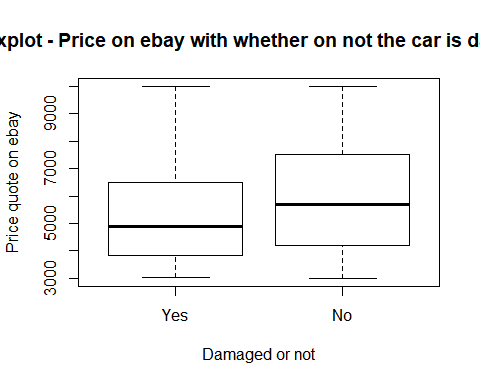 xplot - Price on ebay with whether on not the car is d
Price quote on ebay
9000
7000
5000
3000
Yes
No
Damaged or not